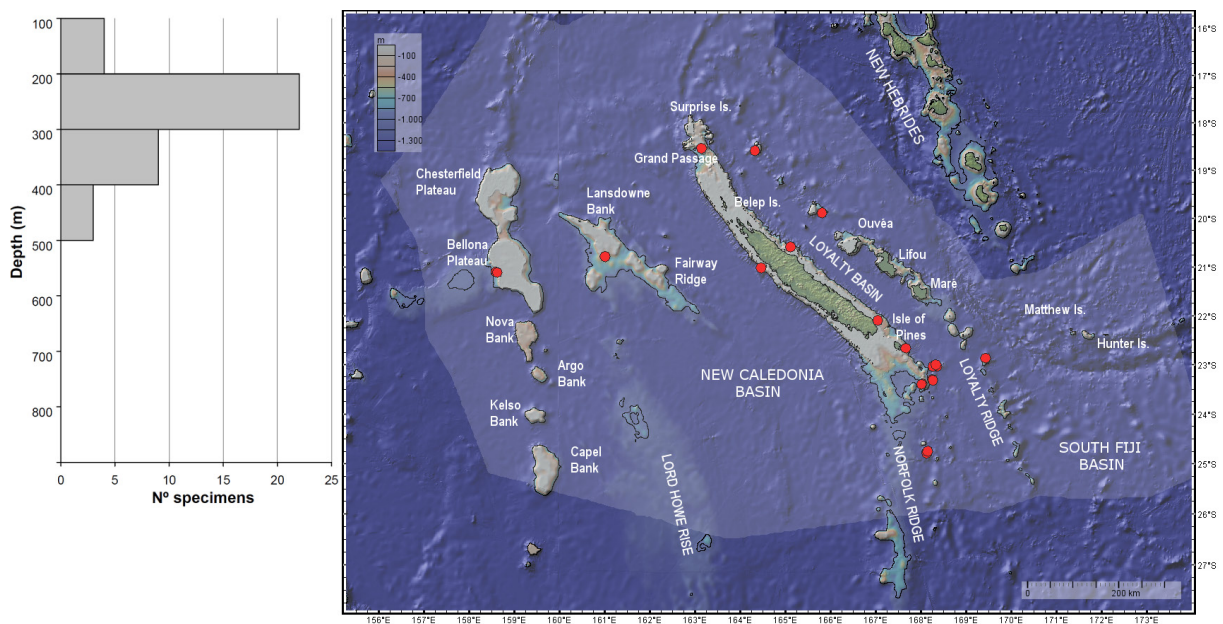 100
200
300
400
500
600
700
800
Depth (m)
0
5
10
15
20
25
Nº specimens
m
-100
-400
-700
-1.000
-1.300
Surprise Is.
Grand Passage
Chesterfield
Plateau
Lansdowne
Bank
Belep Is.
NEW HEBRIDES
Bellona
Plateau
Fairway
Ridge
LOYALTY BASIN
Ouvéa
Lifou
Maré
Nova
Bank
Isle of
Pines
Matthew Is.
Hunter Is.
Argo
Bank
NEW CALEDONIA
BASIN
LOYALTY RIDGE
Kelso
Bank
Capel
Bank
LORD HOWE RISE
NORFOLK RIDGE
SOUTH FIJI
BASIN
0
200 km
16°S
17°S
18°S
19°S
20°S
21°S
22°S
23°S
24°S
25°S
26°S
27°S
156°E
157°E
158°E
159°E
160°E
161°E
162°E
163°E
164°E
165°E
166°E
167°E
168°E
169°E
170°E
171°E
172°E
173°E